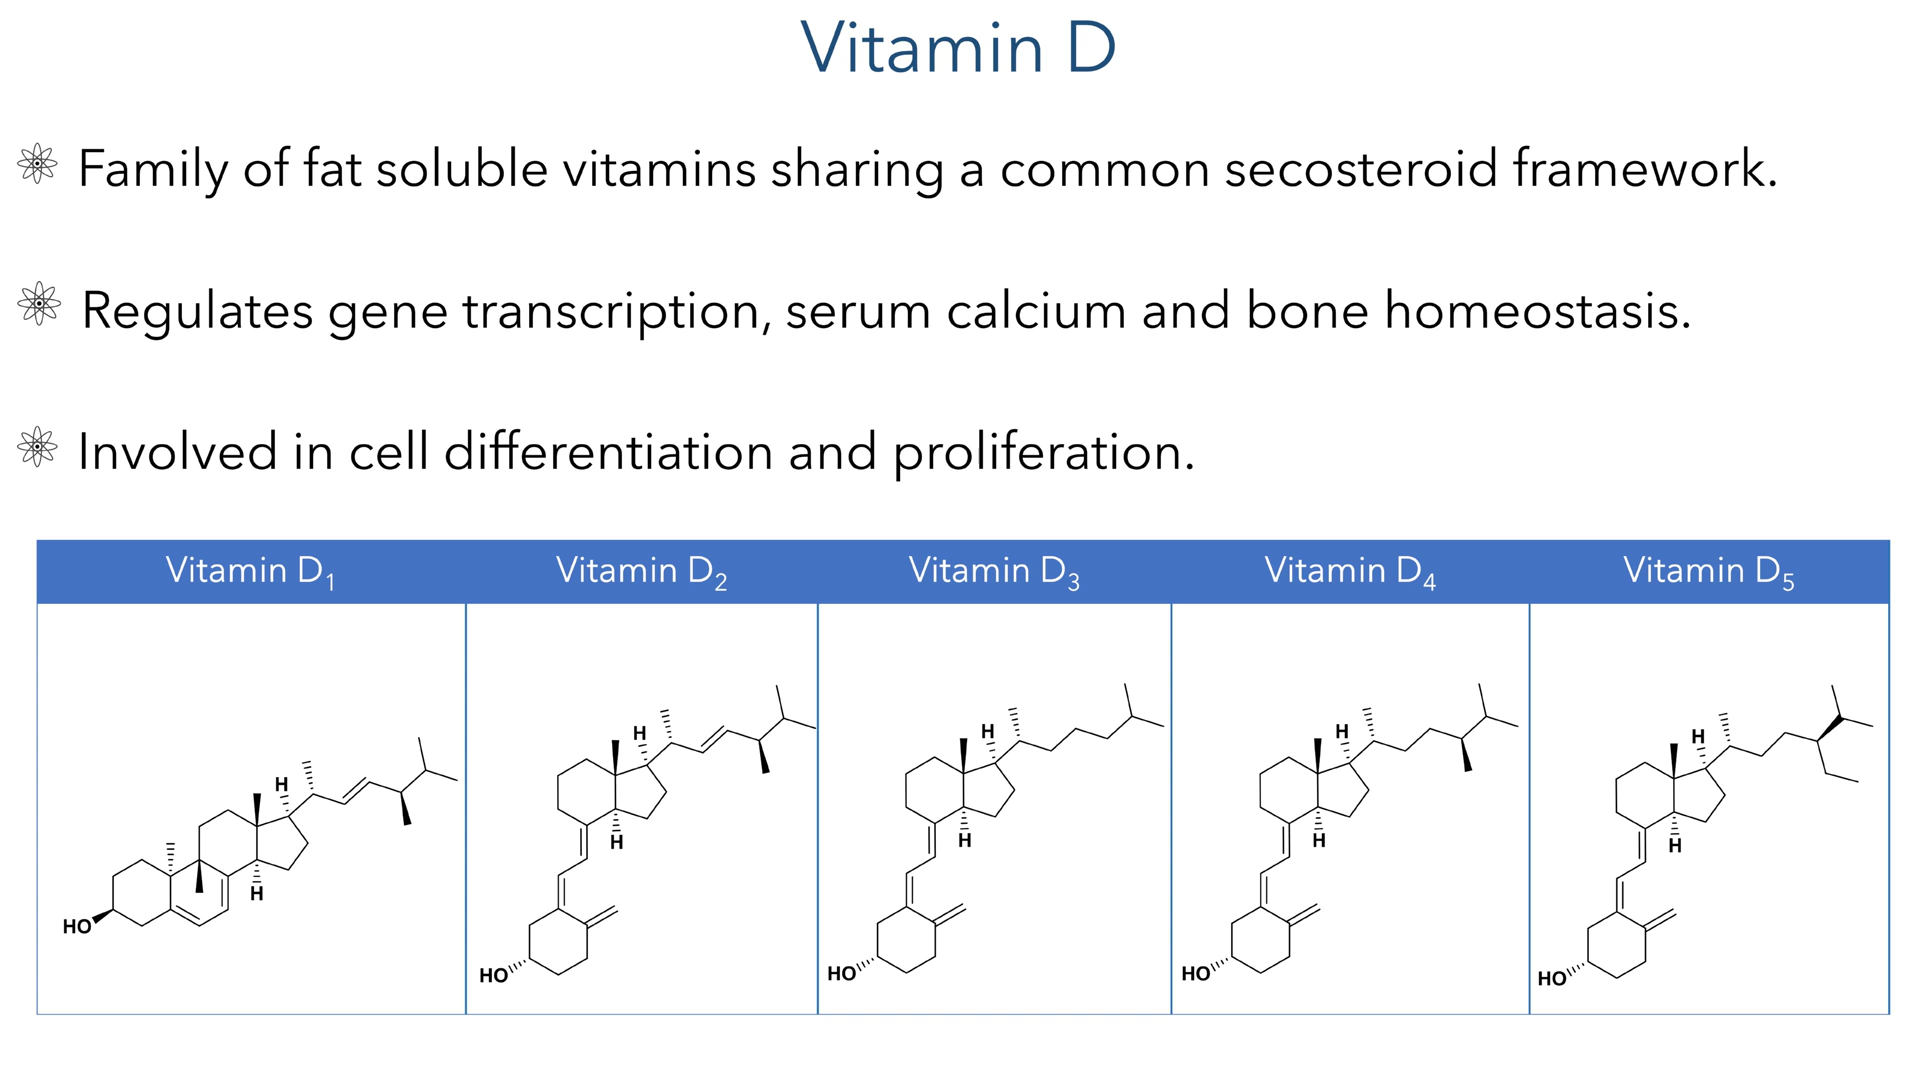 Vitamin D
Family of fat soluble vitamins sharing a common secosteroid framework.
Regulates gene transcription, serum calcium and bone homeostasis.
Involved in cell differentiation and proliferation.
Vitamin D₁ Vitamin D₂ Vitamin D₃ Vitamin D₄ Vitamin D₅
H H H H H
H H H H H
HO HO HO HO HO